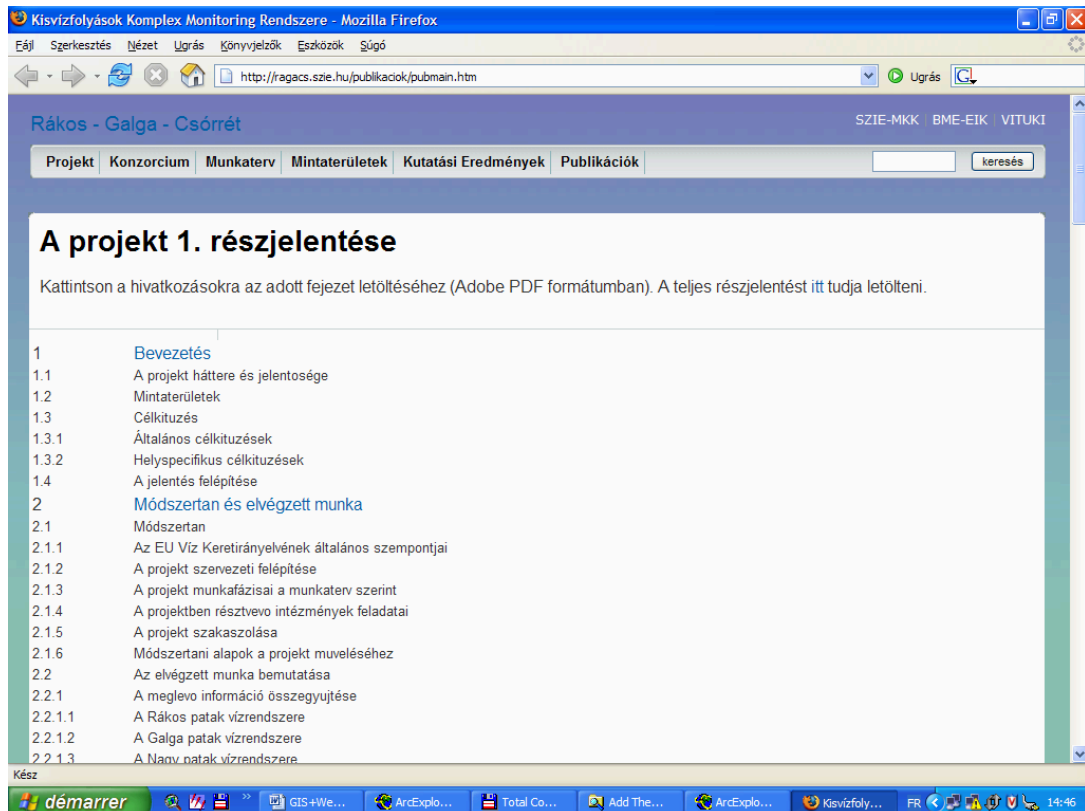 Kisvízfolyások Komplex Monitoring Rendszere - Mozilla Firefox
Fájl Szerkesztés Nézet Ugrás Könyvjelzők Eszközök Súgó
http://ragacs.szie.hu/publikaciok/pubmain.htm Ugrás G
Rákos - Galga - Csórrét SZIE-MKK | BME-EIK | VITUKI
Projekt Konzorcium Munkaterv Mintaterületek Kutatási Eredmények Publikációk keresés
A projekt 1. részjelentése
Kattintson a hivatkozásokra az adott fejezet letöltéséhez (Adobe PDF formátumban). A teljes részjelentést itt tudja letölteni.
1 Bevezetés
1.1 A projekt háttere és jelentosége
1.2 Mintaterületek
1.3 Célkituzés
1.3.1 Általános célkituzések
1.3.2 Helyspecifikus célkituzések
1.4 A jelentés felépítése
2 Módszertan és elvégzett munka
2.1 Módszertan
2.1.1 Az EU Víz Keretirányelvének általános szempontjai
2.1.2 A projekt szervezeti felépítése
2.1.3 A projekt munkafázisai a munkaterv szerint
2.1.4 A projektben résztvevo intézmények feladatai
2.1.5 A projekt szakaszolása
2.1.6 Módszertani alapok a projekt muveléséhez
2.2 Az elvégzett munka bemutatása
2.2.1 A meglevo információ összegyujtése
2.2.1.1 A Rákos patak vízrendszere
2.2.1.2 A Galga patak vízrendszere
2.2.1.3 A Nagy patak vízrendszere
Kész
démarrer » GIS+We... ArcExplo... Total Co... Add The... ArcExplo... Kisvízfoly... FR 14:46